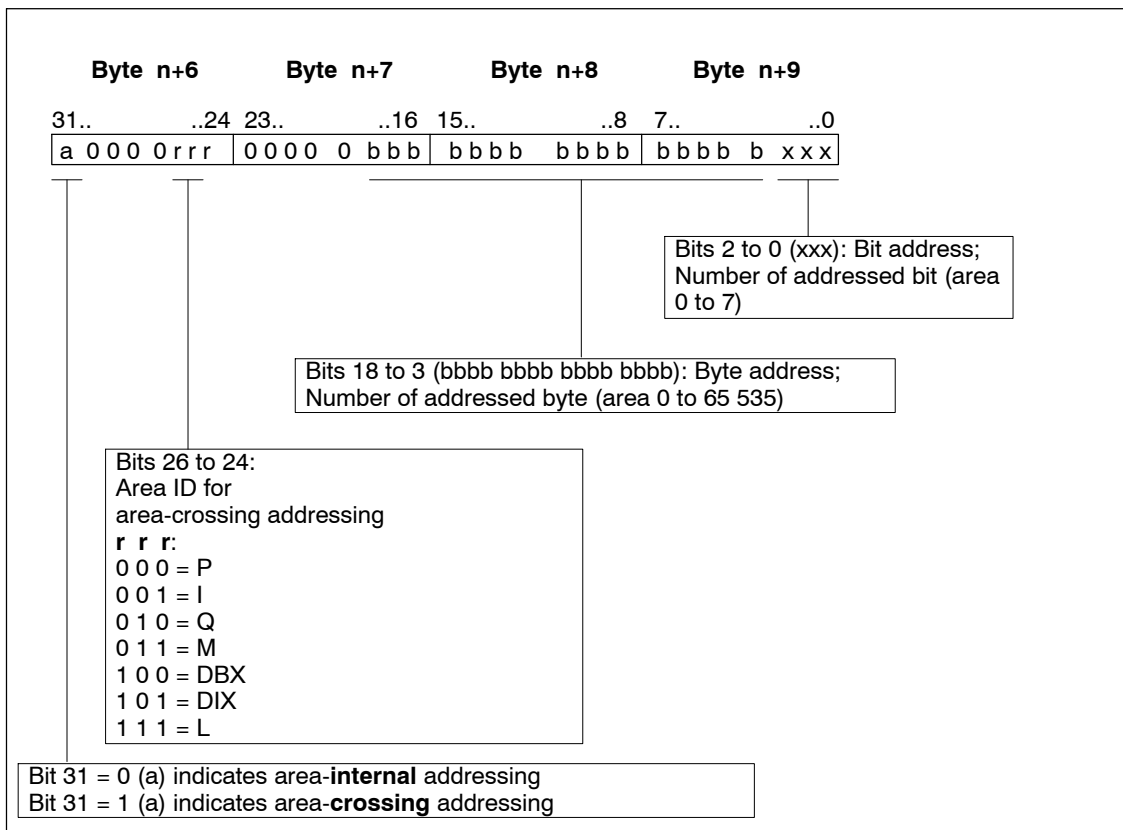 Byte n+6 Byte n+7 Byte n+8 Byte n+9
31.. ..24 23.. ..16 15.. ..8 7.. ..0
a 0 0 0 0 r r r 0 0 0 0 0 b b b b b b b b b b b b b b b b x x x
Bits 2 to 0 (xxx): Bit address;
Number of addressed bit (area
0 to 7)
Bits 18 to 3 (bbbb bbbb bbbb bbbb): Byte address;
Number of addressed byte (area 0 to 65 535)
Bits 26 to 24:
Area ID for
area-crossing addressing
r r r:
0 0 0 = P
0 0 1 = I
0 1 0 = Q
0 1 1 = M
1 0 0 = DBX
1 0 1 = DIX
1 1 1 = L
Bit 31 = 0 (a) indicates area-internal addressing
Bit 31 = 1 (a) indicates area-crossing addressing